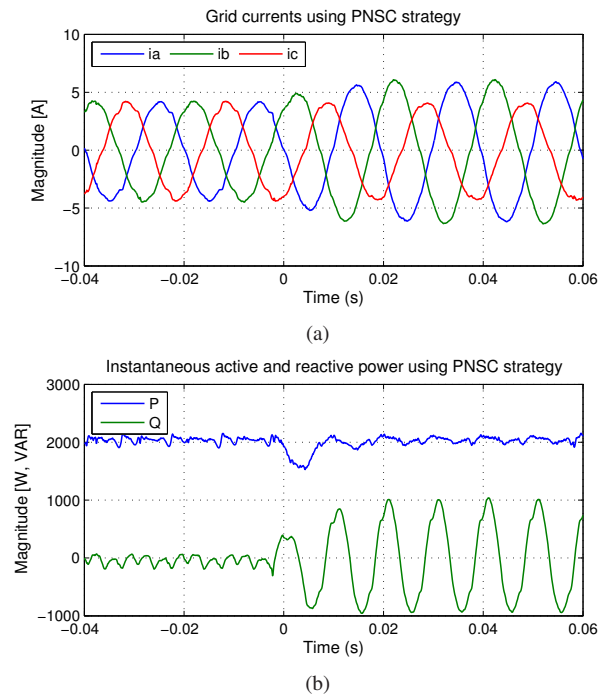 Grid currents using PNSC strategy
ia ib ic
Magnitude [A]
10
5
0
−5
−10
−0.04 −0.02 0 0.02 0.04 0.06
Time (s)
(a)
Instantaneous active and reactive power using PNSC strategy
P
Q
Magnitude [W, VAR]
3000
2000
1000
0
−1000
−0.04 −0.02 0 0.02 0.04 0.06
Time (s)
(b)